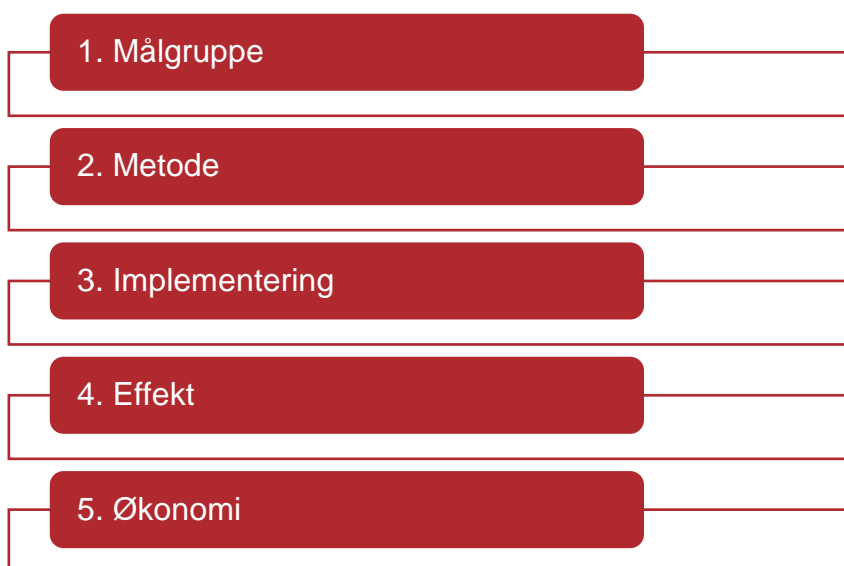 1. Målgruppe
2. Metode
3. Implementering
4. Effekt
5. Økonomi